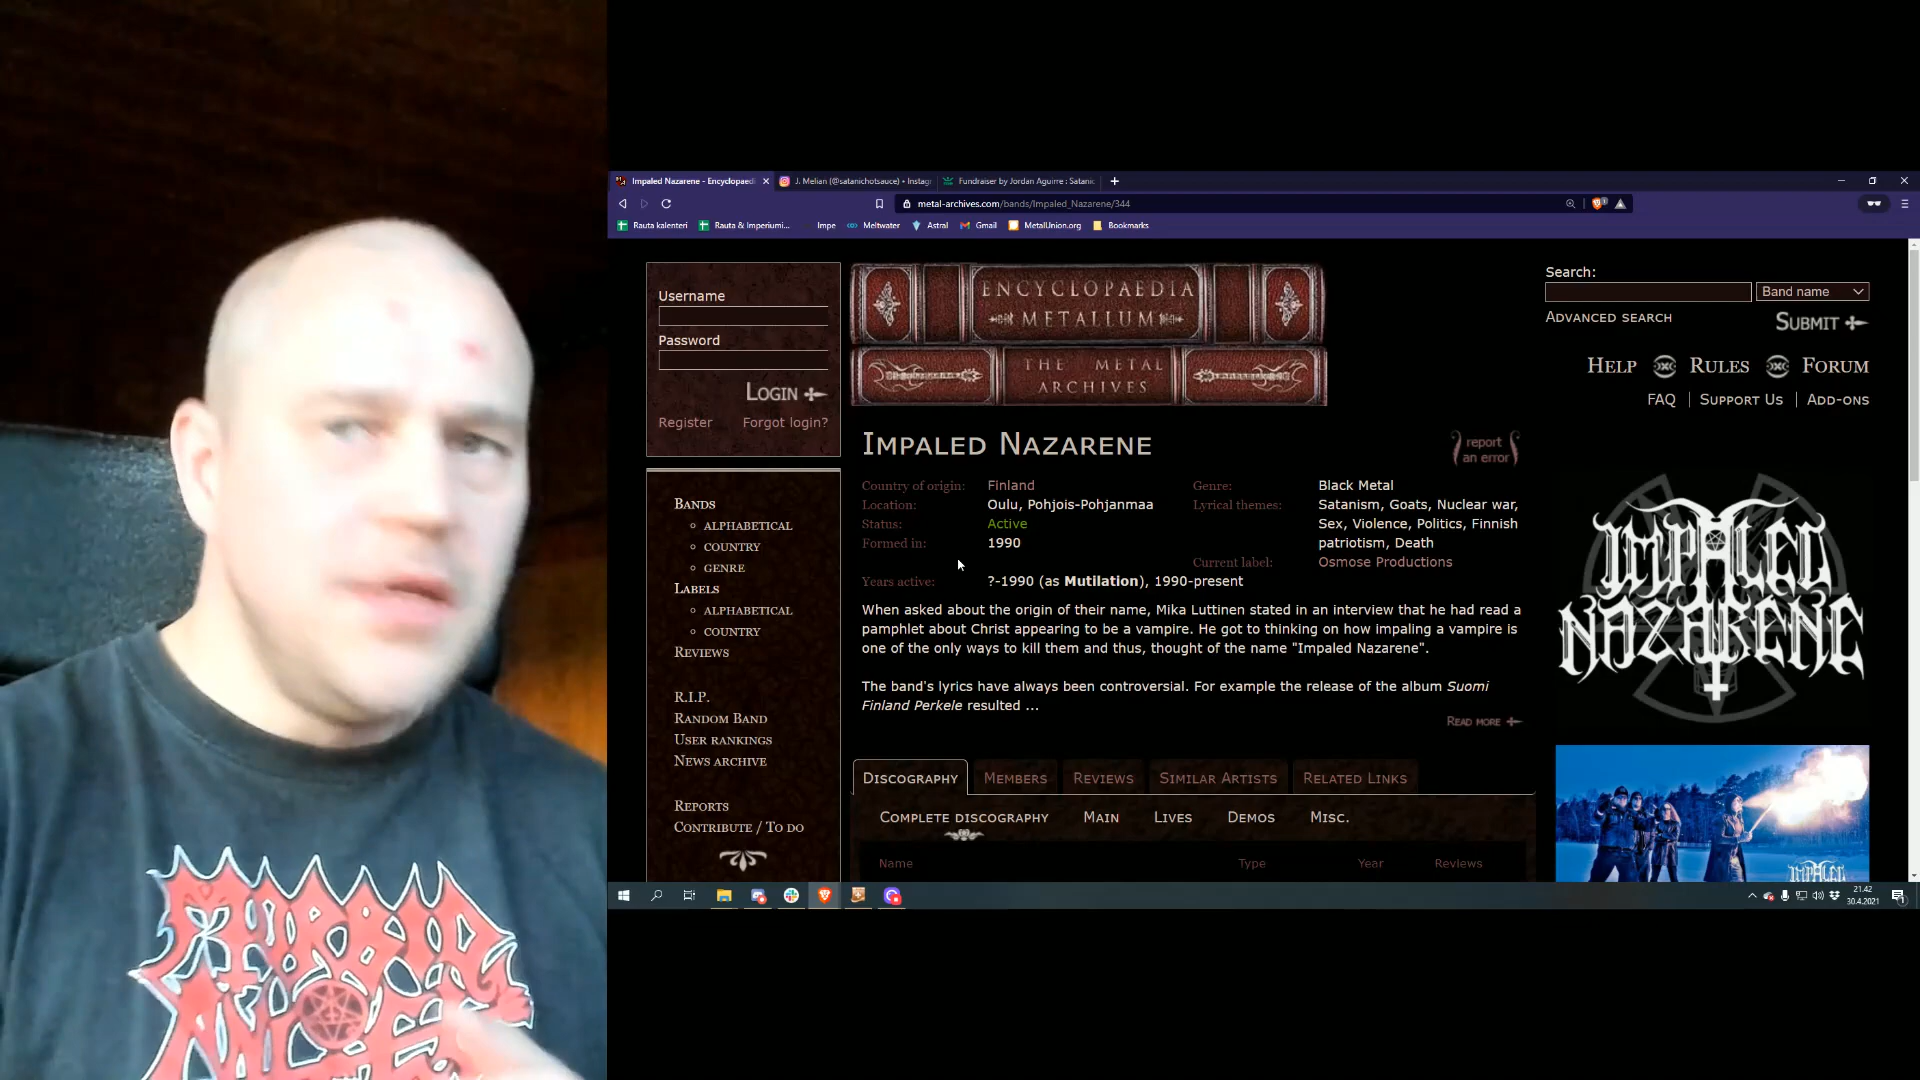 Impaled Nazarene - Encyclopaedi
J. Melian (@satanichotsauce) • Instag
Fundraiser by Jordan Aguirre : Satanic
metal-archives.com/bands/Impaled_Nazarene/344
Rauta kalenteri
Rauta & Imperiumi...
Impe
Meltwater
Astral
Gmail
MetalUnion.org
Bookmarks
Username
Password
LOGIN
Register
Forgot login?
ENCYCLOPAEDIA
METALLUM
THE METAL
ARCHIVES
Search:
Band name
ADVANCED SEARCH
SUBMIT
HELP
RULES
FORUM
FAQ
SUPPORT US
ADD-ONS
IMPALED NAZARENE
report
an error
Country of origin: Finland
Location: Oulu, Pohjois-Pohjanmaa
Status: Active
Formed in: 1990
Genre: Black Metal
Lyrical themes: Satanism, Goats, Nuclear war,
Sex, Violence, Politics, Finnish
patriotism, Death
Current label: Osmose Productions
Years active: ?-1990 (as Mutilation), 1990-present
When asked about the origin of their name, Mika Luttinen stated in an interview that he had read a
pamphlet about Christ appearing to be a vampire. He got to thinking on how impaling a vampire is
one of the only ways to kill them and thus, thought of the name "Impaled Nazarene".
The band's lyrics have always been controversial. For example the release of the album Suomi
Finland Perkele resulted ...
READ MORE
BANDS
ALPHABETICAL
COUNTRY
GENRE
LABELS
ALPHABETICAL
COUNTRY
REVIEWS
R.I.P.
RANDOM BAND
USER RANKINGS
NEWS ARCHIVE
REPORTS
CONTRIBUTE / TO DO
DISCOGRAPHY
MEMBERS
REVIEWS
SIMILAR ARTISTS
RELATED LINKS
COMPLETE DISCOGRAPHY
MAIN
LIVES
DEMOS
MISC.
Name
Type
Year
Reviews
IMPALED
NAZARENE
IMPALED
21.42
30.4.2021
MORBID
ANGEL